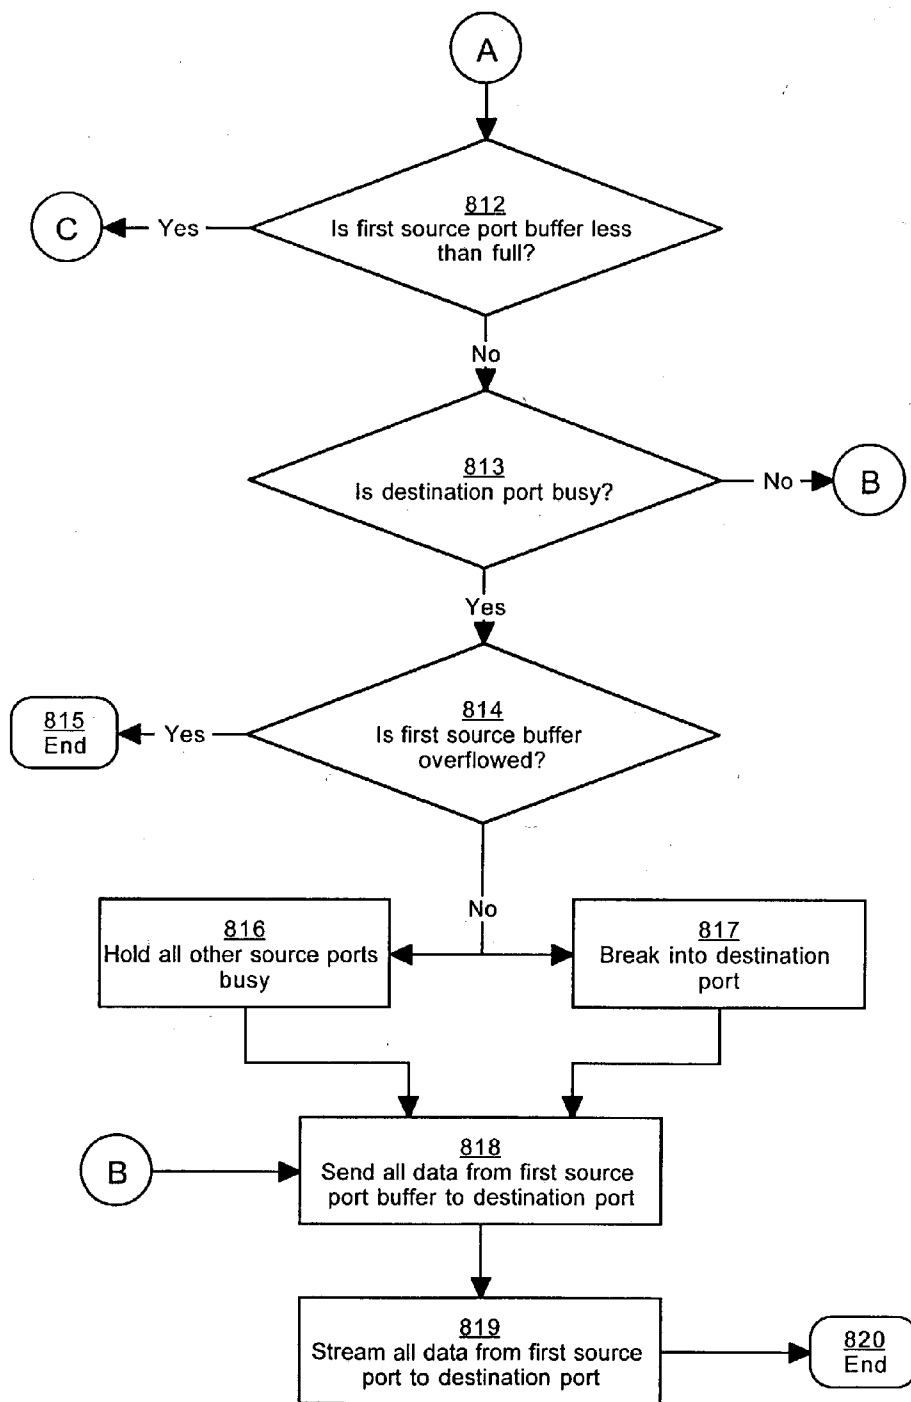 A
812
Is first source port buffer less
than full?
Yes
C
No
813
Is destination port busy?
No
B
Yes
814
Is first source buffer
overflowed?
Yes
815
End
No
816
Hold all other source ports
busy
817
Break into destination
port
B
818
Send all data from first source
port buffer to destination port
819
Stream all data from first source
port to destination port
820
End